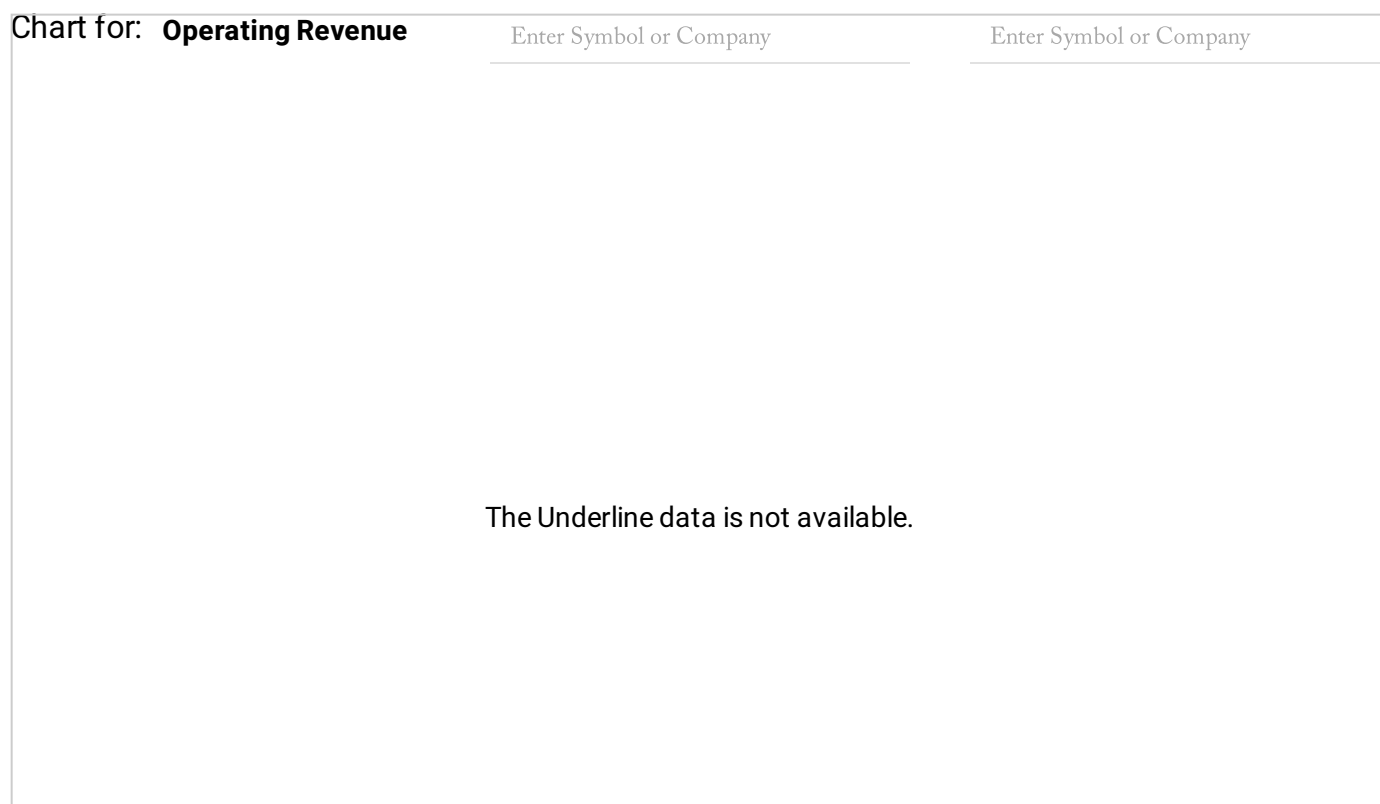 Chart for: Operating Revenue Enter Symbol or Company Enter Symbol or Company
The Underline data is not available.